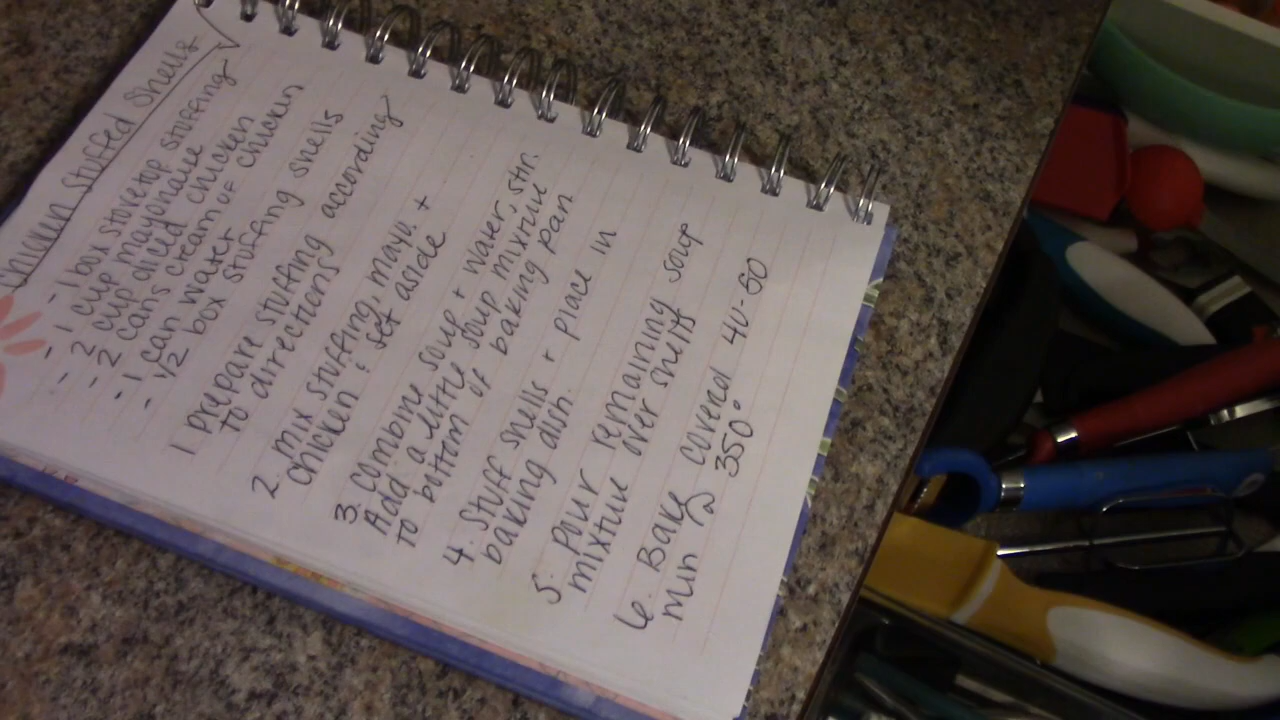 Chicken Stuffed Shells
- 1 box stovetop stuffing
- 1 cup mayonaise
- 2 cup diced chicken
- 2 cans cream of chicken
- 1 can water
- 1/2 box stuffing shells
1 prepare stuffing according
to directions
2. mix stuffing, mayo. +
chicken ; set aside
3. combine soup + water, stir.
Add a little soup mixture
to bottom of baking pan
4. Stuff shells + place in
baking dish.
5. Pour remaining soup
mixture over shells
6. Bake covered 40-60
min @ 350°